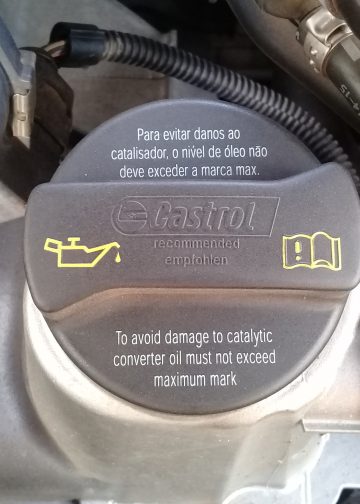 Para evitar danos ao
catalisador, o nivel de óleo não
deve exceder a marca max.
Castrol
recommended
empfohlen
To avoid damage to catalytic
converter oil must not exceed
maximum mark